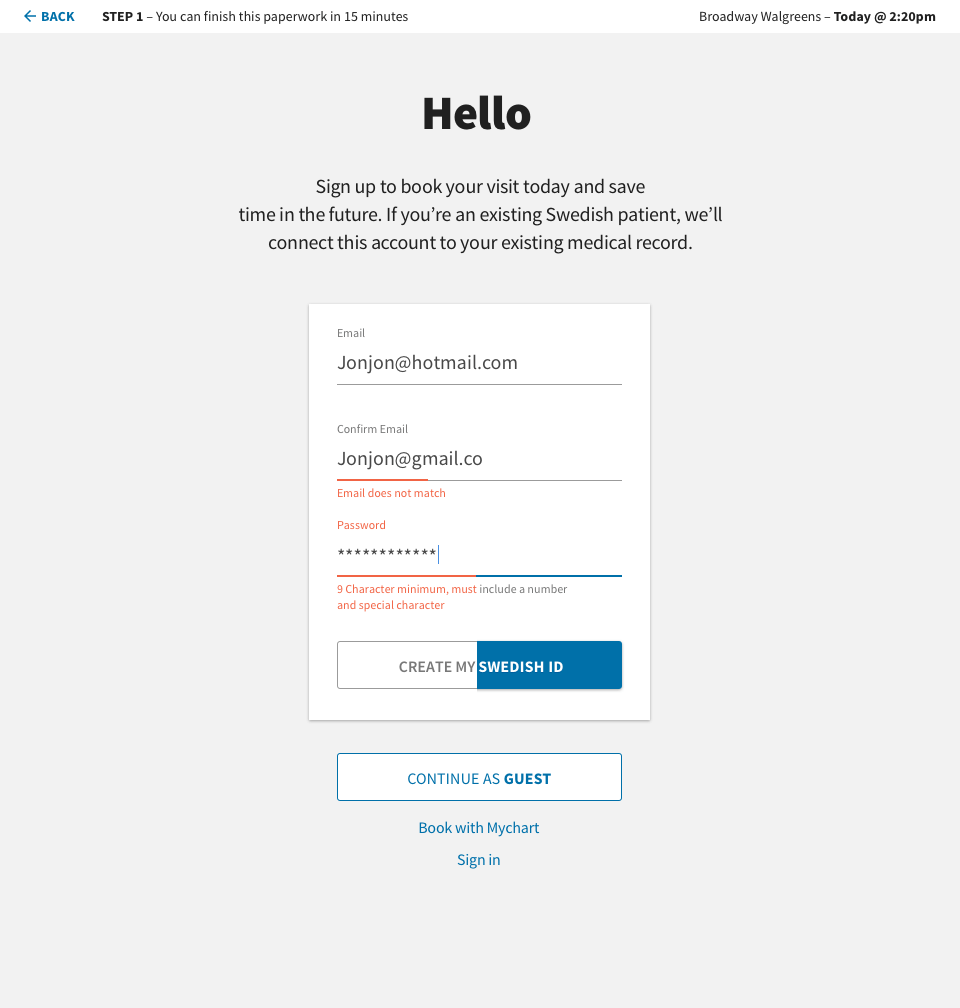 BACK
STEP 1 – You can finish this paperwork in 15 minutes
Broadway Walgreens – Today @ 2:20pm
Hello
Sign up to book your visit today and save
time in the future. If you’re an existing Swedish patient, we’ll
connect this account to your existing medical record.
Email
Jonjon@hotmail.com
Confirm Email
Jonjon@gmail.co
Email does not match
Password
************
9 Character minimum, must include a number
and special character
CREATE MY SWEDISH ID
CONTINUE AS GUEST
Book with Mychart
Sign in